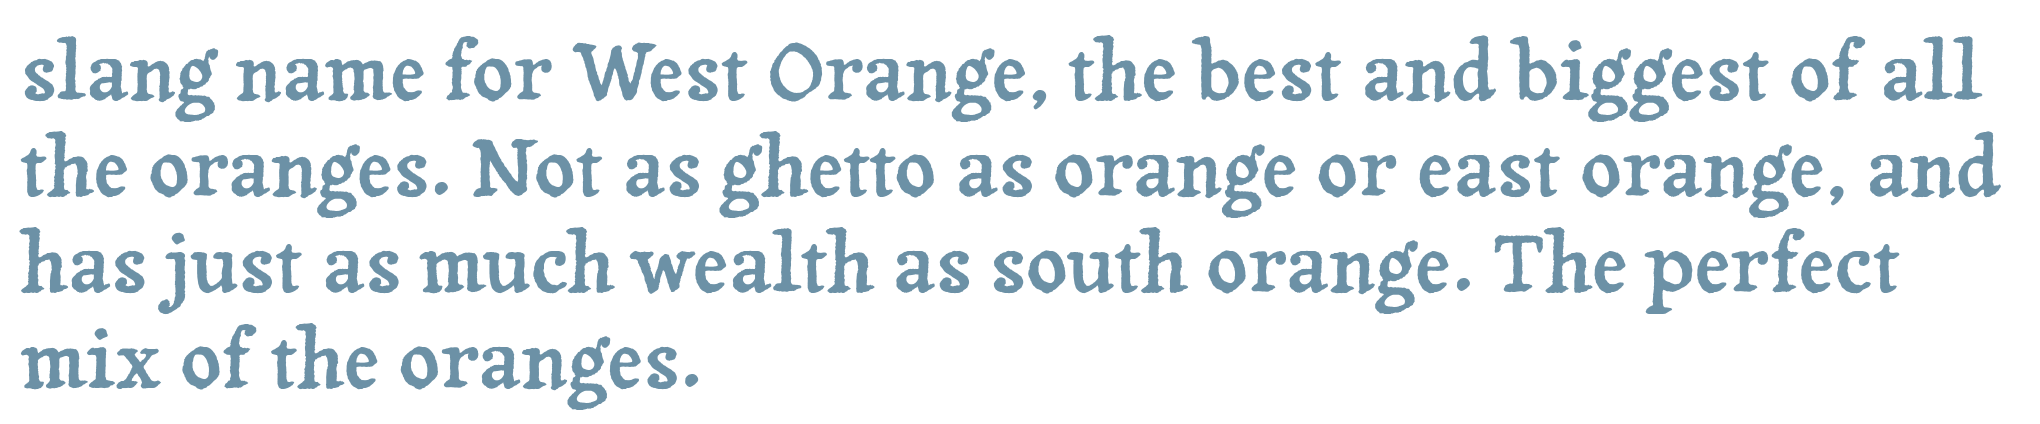 slang name for West Orange, the best and biggest of all
the oranges. Not as ghetto as orange or east orange, and
has just as much wealth as south orange. The perfect
mix of the oranges.